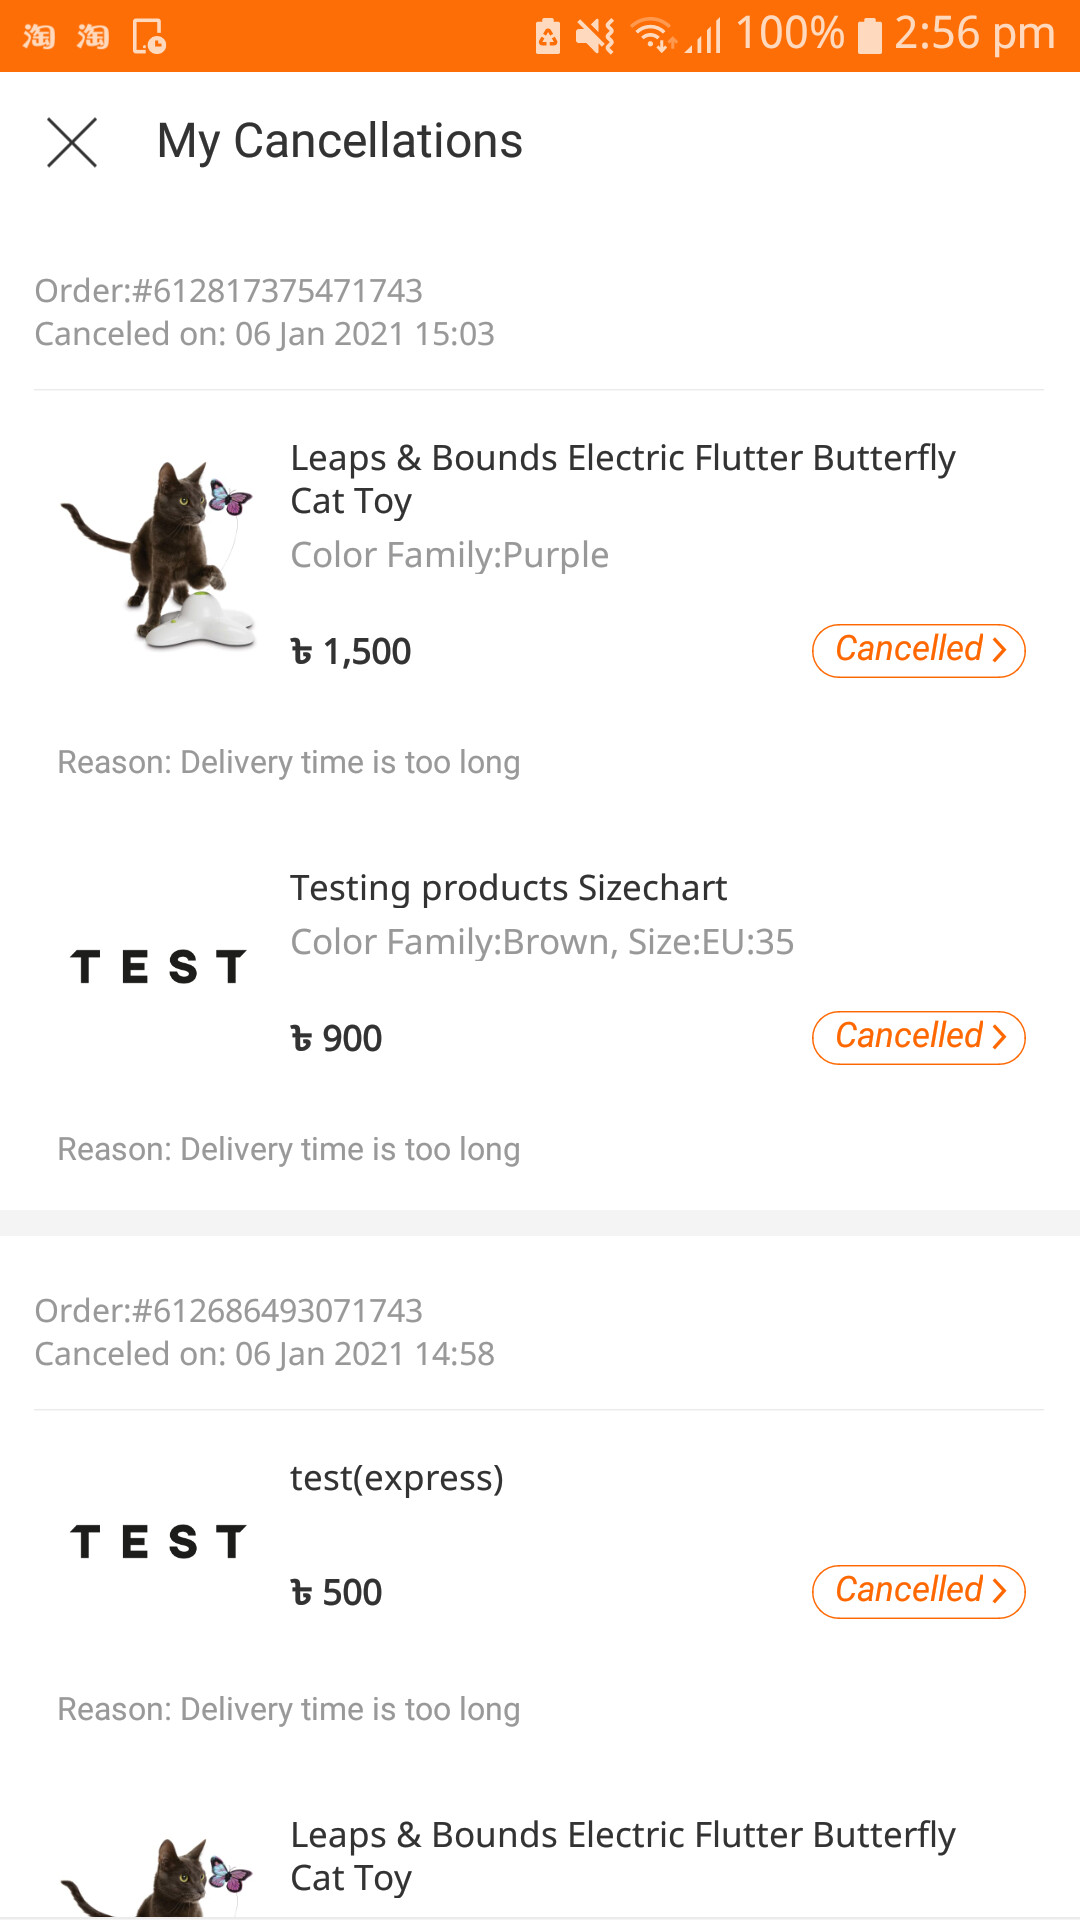 淘 淘 100% 2:56 pm
My Cancellations
Order:#612817375471743
Canceled on: 06 Jan 2021 15:03
Leaps & Bounds Electric Flutter Butterfly
Cat Toy
Color Family:Purple
৳ 1,500 Cancelled >
Reason: Delivery time is too long
Testing products Sizechart
Color Family:Brown, Size:EU:35
TEST
৳ 900 Cancelled >
Reason: Delivery time is too long
Order:#612686493071743
Canceled on: 06 Jan 2021 14:58
test(express)
TEST
৳ 500 Cancelled >
Reason: Delivery time is too long
Leaps & Bounds Electric Flutter Butterfly
Cat Toy